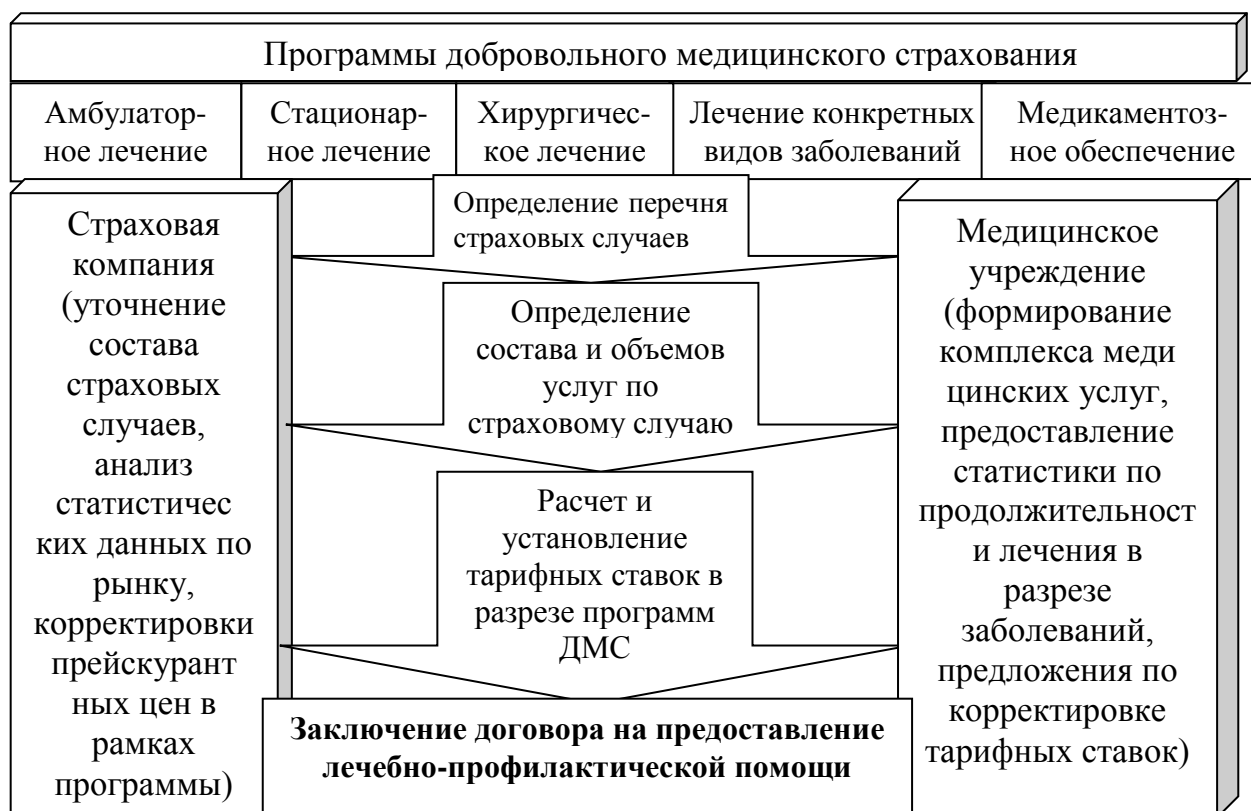 Программы добровольного медицинского страхования
Амбулатор-
ное лечение
Стационар-
ное лечение
Хирургичес-
кое лечение
Лечение конкретных
видов заболеваний
Медикаментоз-
ное обеспечение
Страховая
компания
(уточнение
состава
страховых
случаев,
анализ
статистичес
ких данных по
рынку,
корректировки
прейскурант
ных цен в
рамках
программы)
Определение перечня
страховых случаев
Определение
состава и объемов
услуг по
страховому случаю
Расчет и
установление
тарифных ставок в
разрезе программ
ДМС
Заключение договора на предоставление
лечебно-профилактической помощи
Медицинское
учреждение
(формирование
комплекса меди
цинских услуг,
предоставление
статистики по
продолжительност
и лечения в
разрезе
заболеваний,
предложения по
корректировке
тарифных ставок)